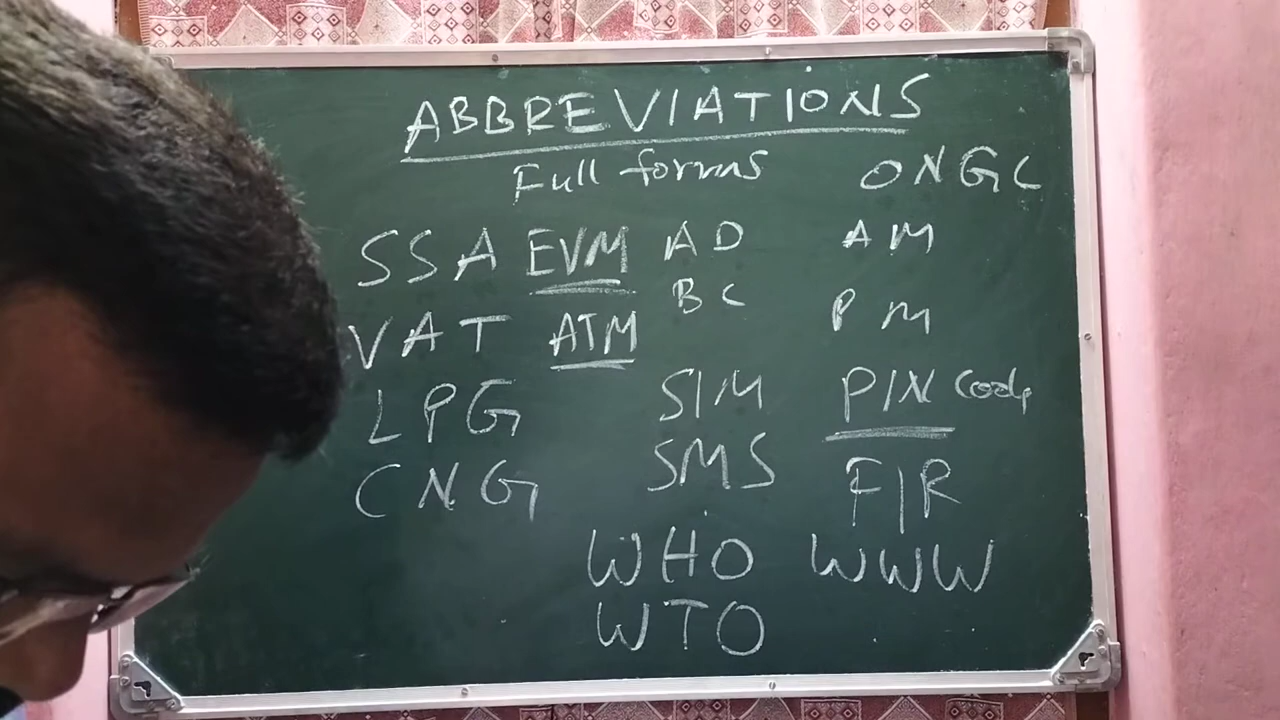 ABBREVIATIONS
Full forms
ONGC
SSA EVM AD AM
BC
VAT ATM PM
LPG SIM PIN Code
CNG SMS FIR
WHO WWW
WTO